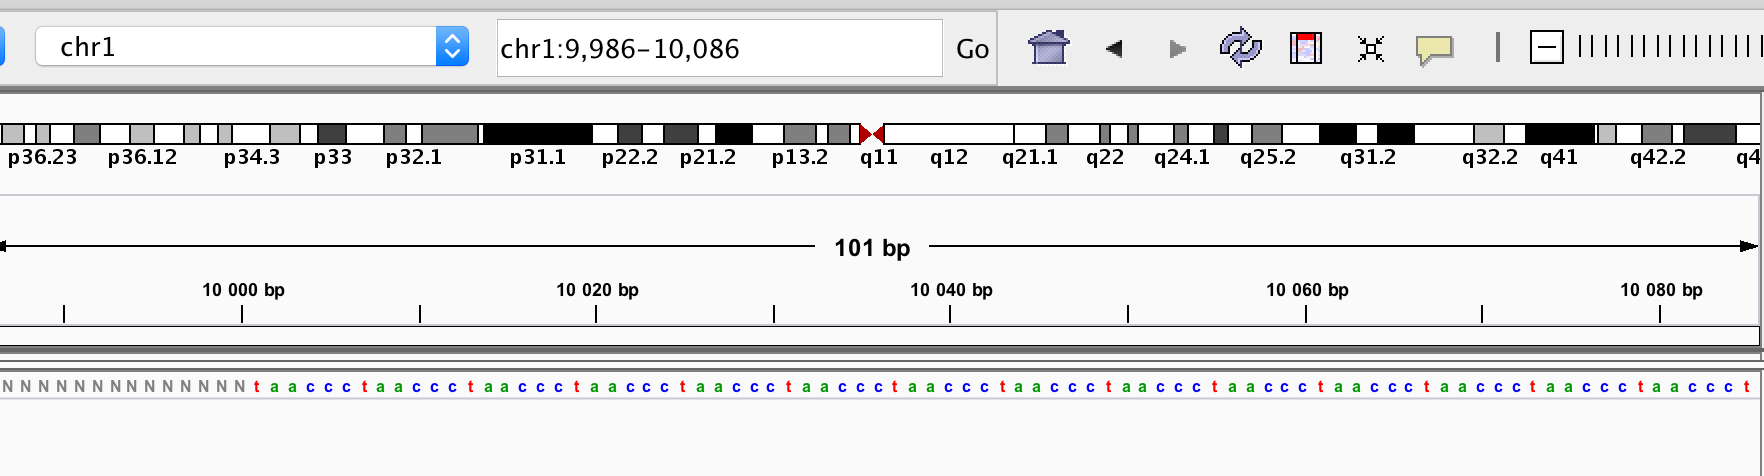 chr1 chr1:9,986-10,086 Go
p36.23 p36.12 p34.3 p33 p32.1 p31.1 p22.2 p21.2 p13.2 q11 q12 q21.1 q22 q24.1 q25.2 q31.2 q32.2 q41 q42.2 q4
101 bp
10 000 bp 10 020 bp 10 040 bp 10 060 bp 10 080 bp
N N N N N N N N N N N N N N t a a c c c t a a c c c t a a c c c t a a c c c t a a c c c t a a c c c t a a c c c t a a c c c t a a c c c t a a c c c t a a c c c t a a c c c t a a c c c t a a c c c t